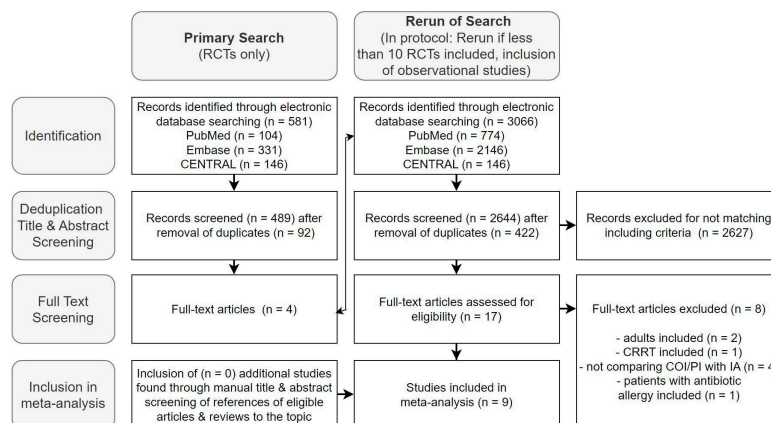 Primary Search
(RCTs only)
Rerun of Search
(In protocol: Rerun if less
than 10 RCTs included, inclusion
of observational studies)
Identification
Records identified through electronic
database searching (n = 581)
PubMed (n = 104)
Embase (n = 331)
CENTRAL (n = 146)
Records identified through electronic
database searching (n = 3066)
PubMed (n = 774)
Embase (n = 2146)
CENTRAL (n = 146)
Deduplication
Title & Abstract
Screening
Records screened (n = 489) after
removal of duplicates (n = 92)
Records screened (n = 2644) after
removal of duplicates (n = 422)
Records excluded for not matching
including criteria (n = 2627)
Full Text
Screening
Full-text articles (n = 4)
Full-text articles assessed for
eligibility (n = 17)
Full-text articles excluded (n = 8)
- adults included (n = 2)
- CRRT included (n = 1)
- not comparing COI/PI with IA (n = 4
- patients with antibiotic
allergy included (n = 1)
Inclusion in
meta-analysis
Inclusion of (n = 0) additional studies
found through manual title & abstract
screening of references of eligible
articles & reviews to the topic
Studies included in
meta-analysis (n = 9)